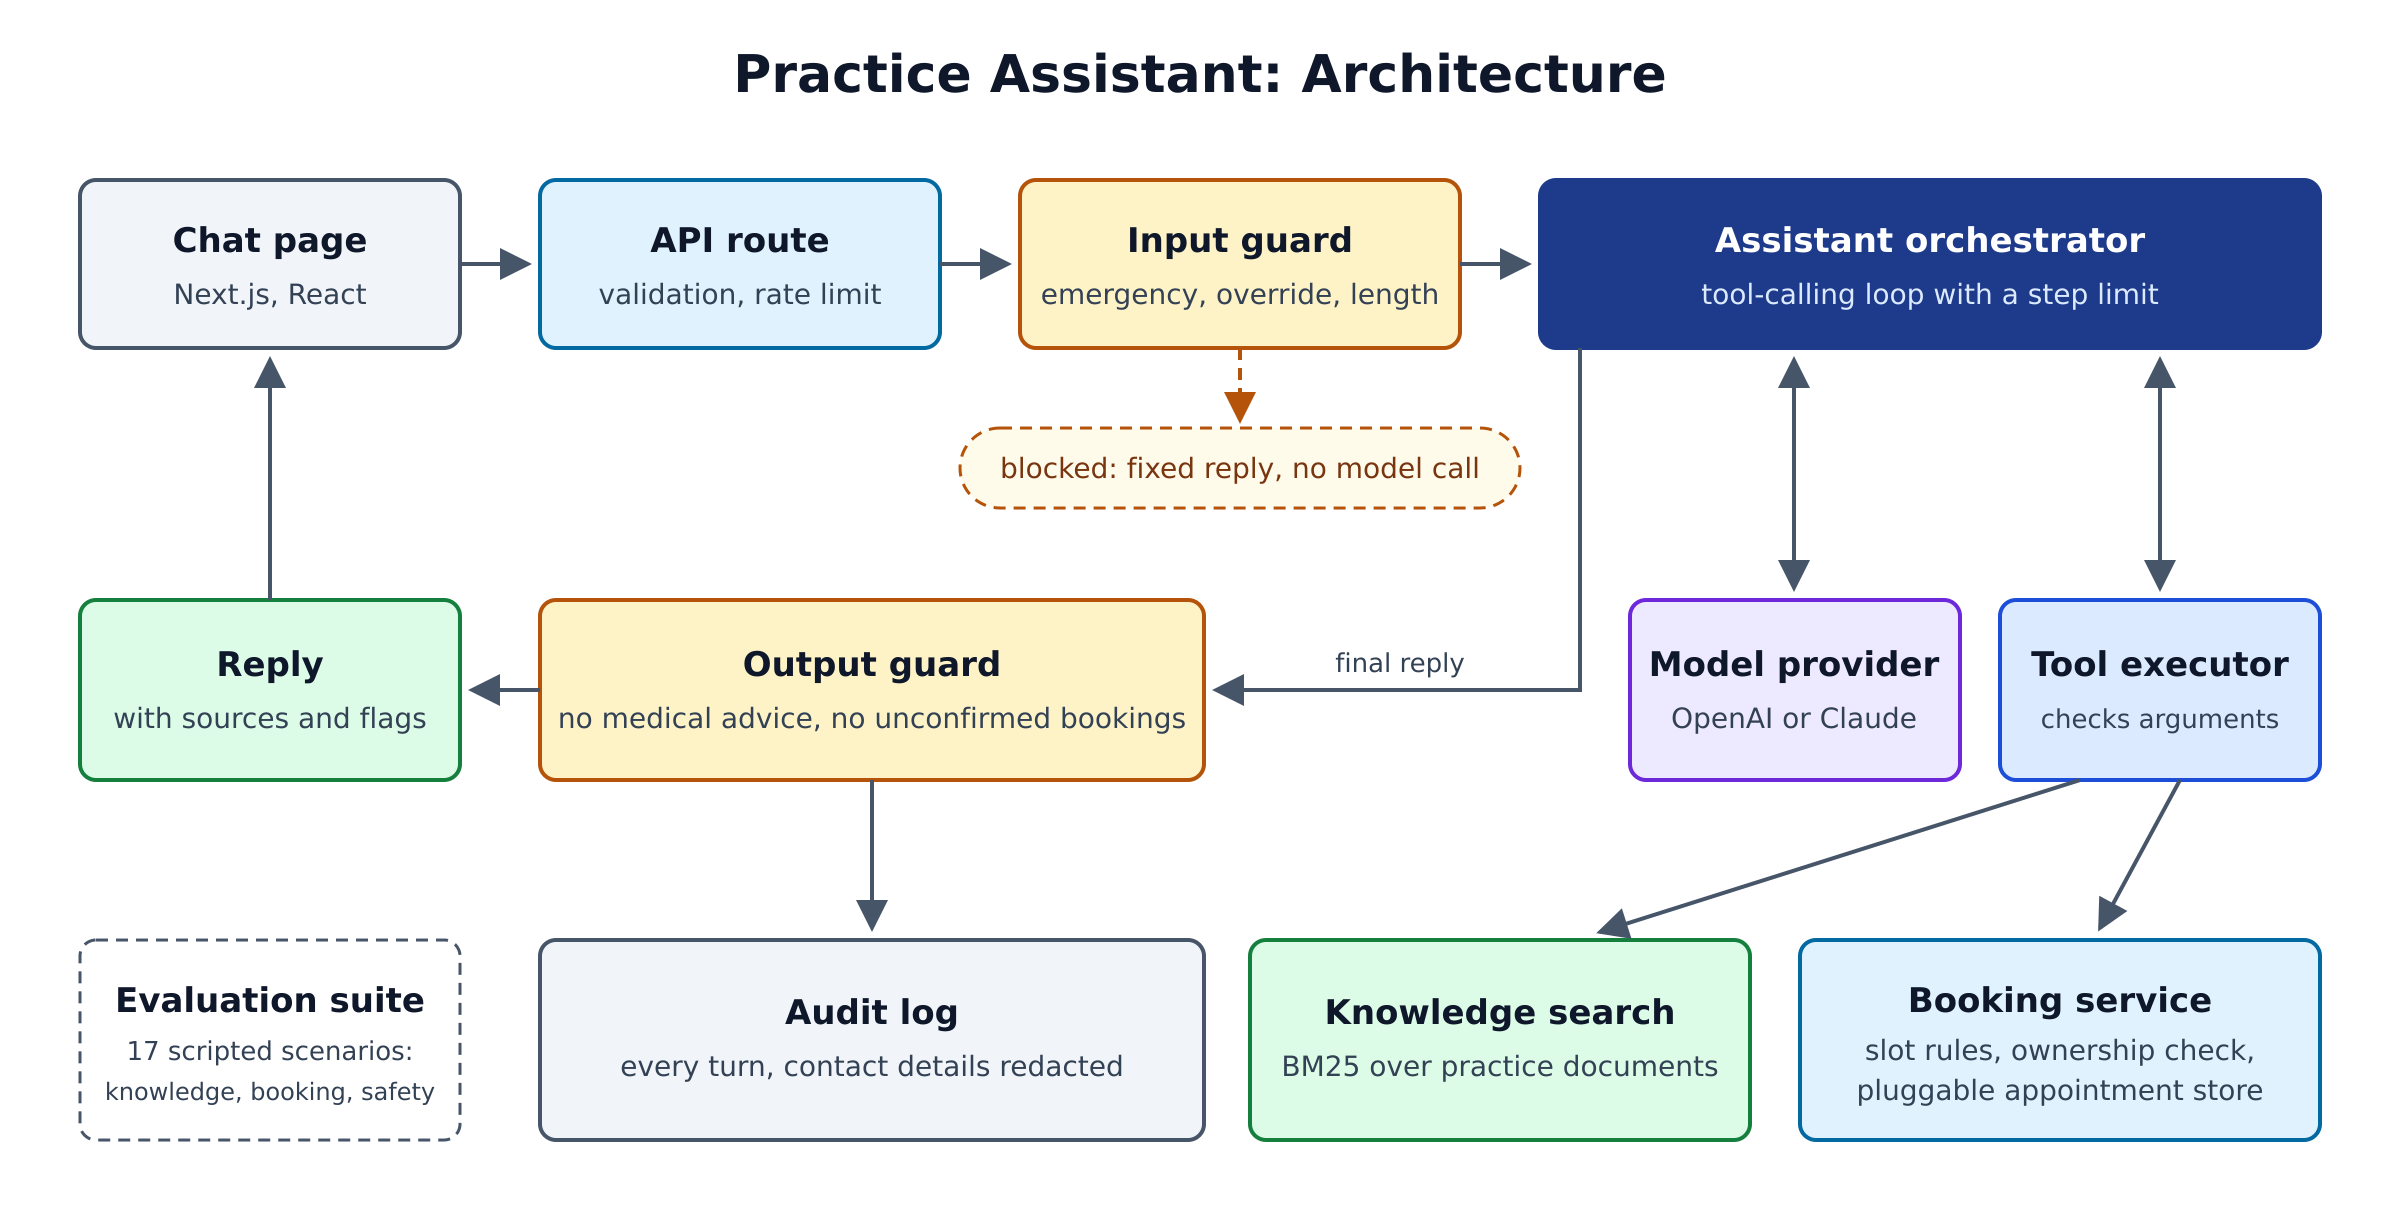 Practice Assistant: Architecture
Chat page
Next.js, React
API route
validation, rate limit
Input guard
emergency, override, length
Assistant orchestrator
tool-calling loop with a step limit
blocked: fixed reply, no model call
Reply
with sources and flags
Output guard
no medical advice, no unconfirmed bookings
final reply
Model provider
OpenAI or Claude
Tool executor
checks arguments
Evaluation suite
17 scripted scenarios:
knowledge, booking, safety
Audit log
every turn, contact details redacted
Knowledge search
BM25 over practice documents
Booking service
slot rules, ownership check,
pluggable appointment store